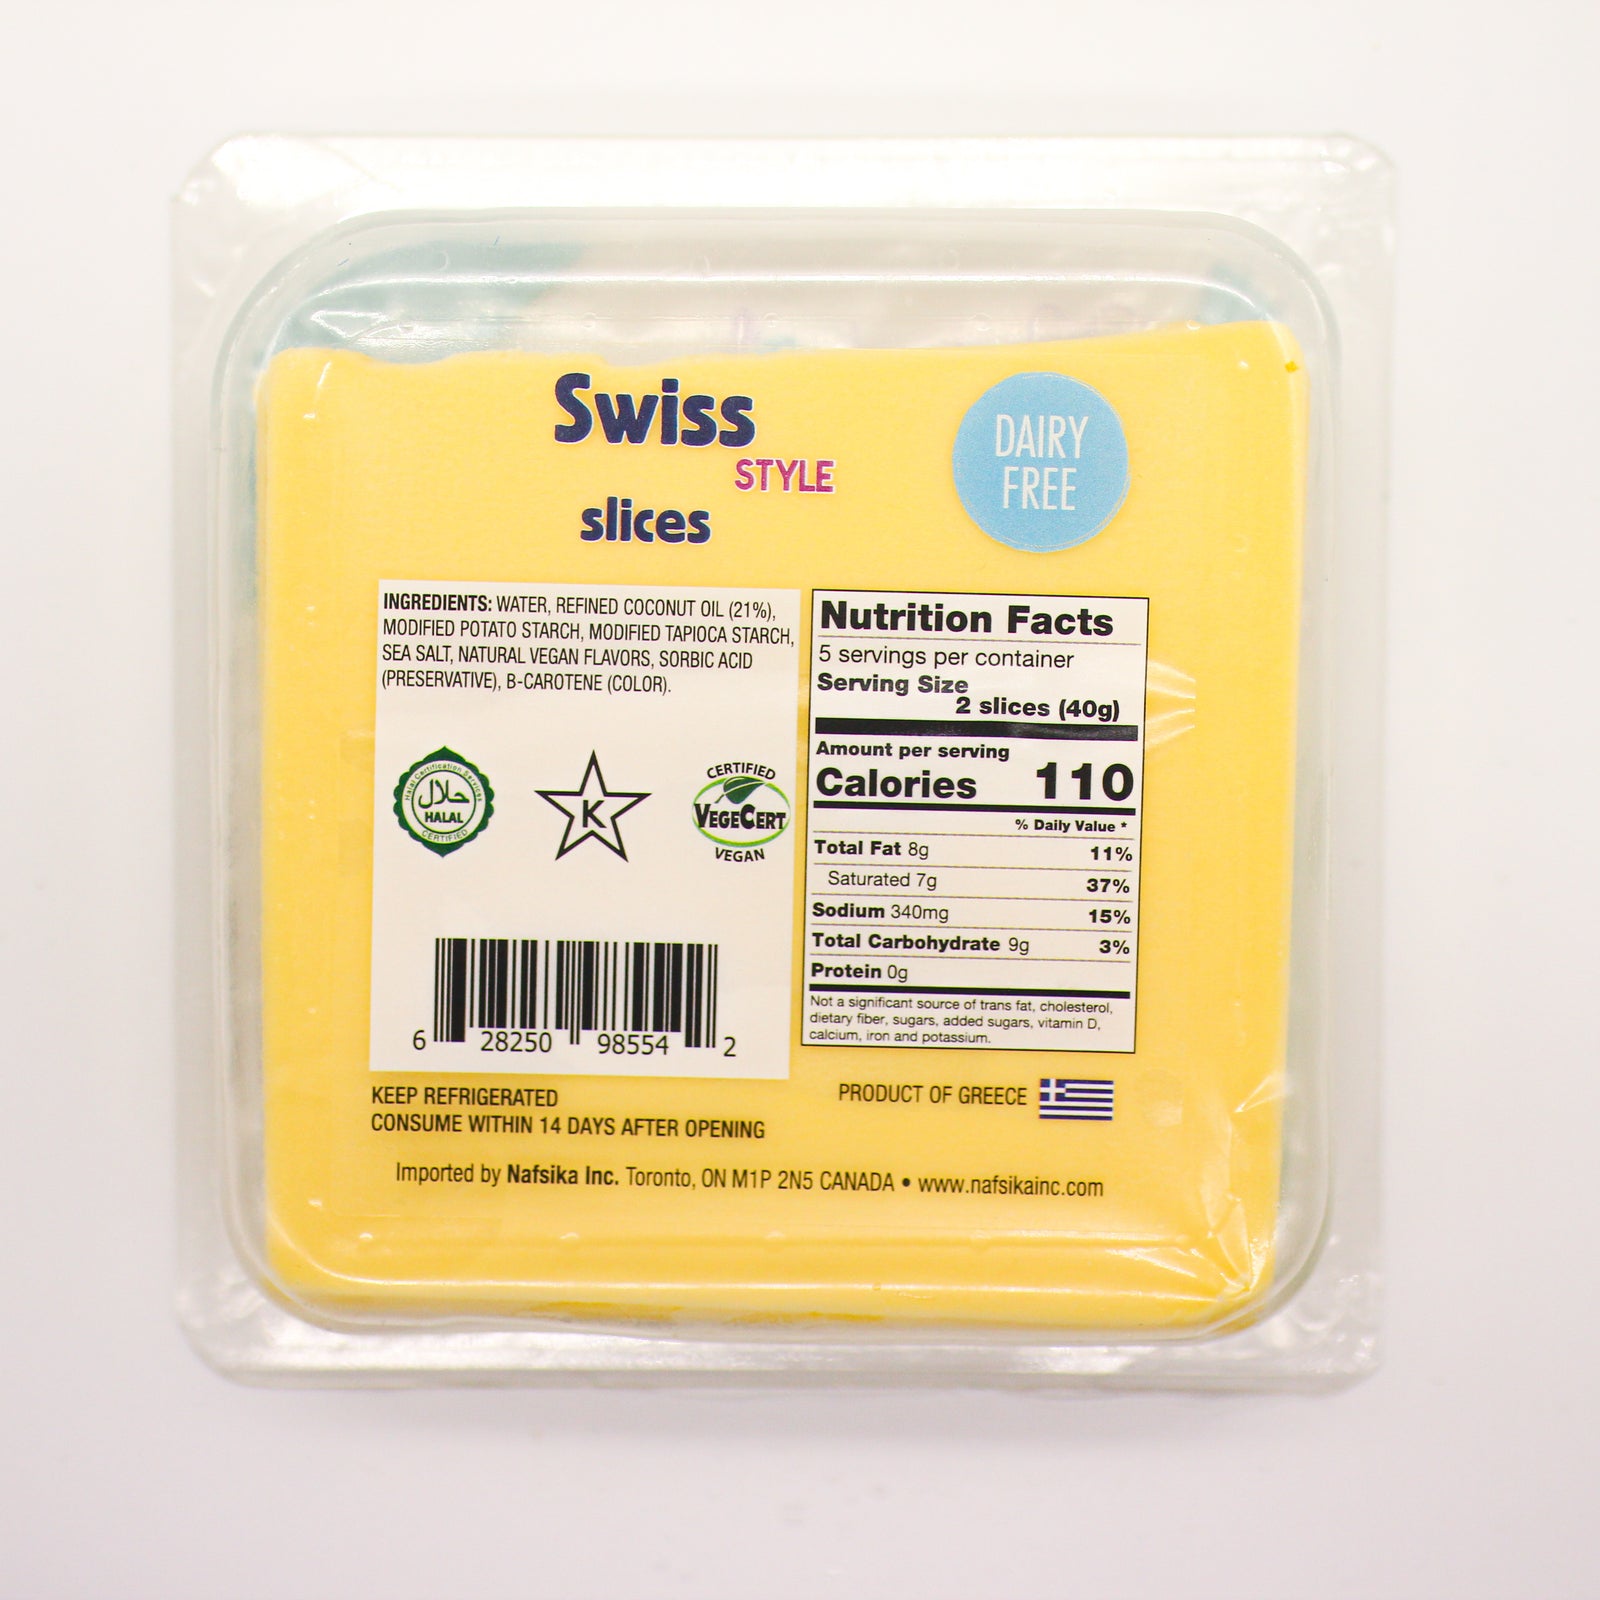 Swiss
STYLE
slices
DAIRY
FREE
INGREDIENTS: WATER, REFINED COCONUT OIL (21%),
MODIFIED POTATO STARCH, MODIFIED TAPIOCA STARCH,
SEA SALT, NATURAL VEGAN FLAVORS, SORBIC ACID
(PRESERVATIVE), B-CAROTENE (COLOR).
Halal Certification Services
حلال
HALAL
CERTIFIED
K
CERTIFIED
VEGECERT
VEGAN
6 28250 98554 2
Nutrition Facts
5 servings per container
Serving Size
2 slices (40g)
Amount per serving
Calories 110
% Daily Value *
Total Fat 8g 11%
Saturated 7g 37%
Sodium 340mg 15%
Total Carbohydrate 9g 3%
Protein 0g
Not a significant source of trans fat, cholesterol,
dietary fiber, sugars, added sugars, vitamin D,
calcium, iron and potassium.
KEEP REFRIGERATED
CONSUME WITHIN 14 DAYS AFTER OPENING
PRODUCT OF GREECE
Imported by Nafsika Inc. Toronto, ON M1P 2N5 CANADA • www.nafsikainc.com